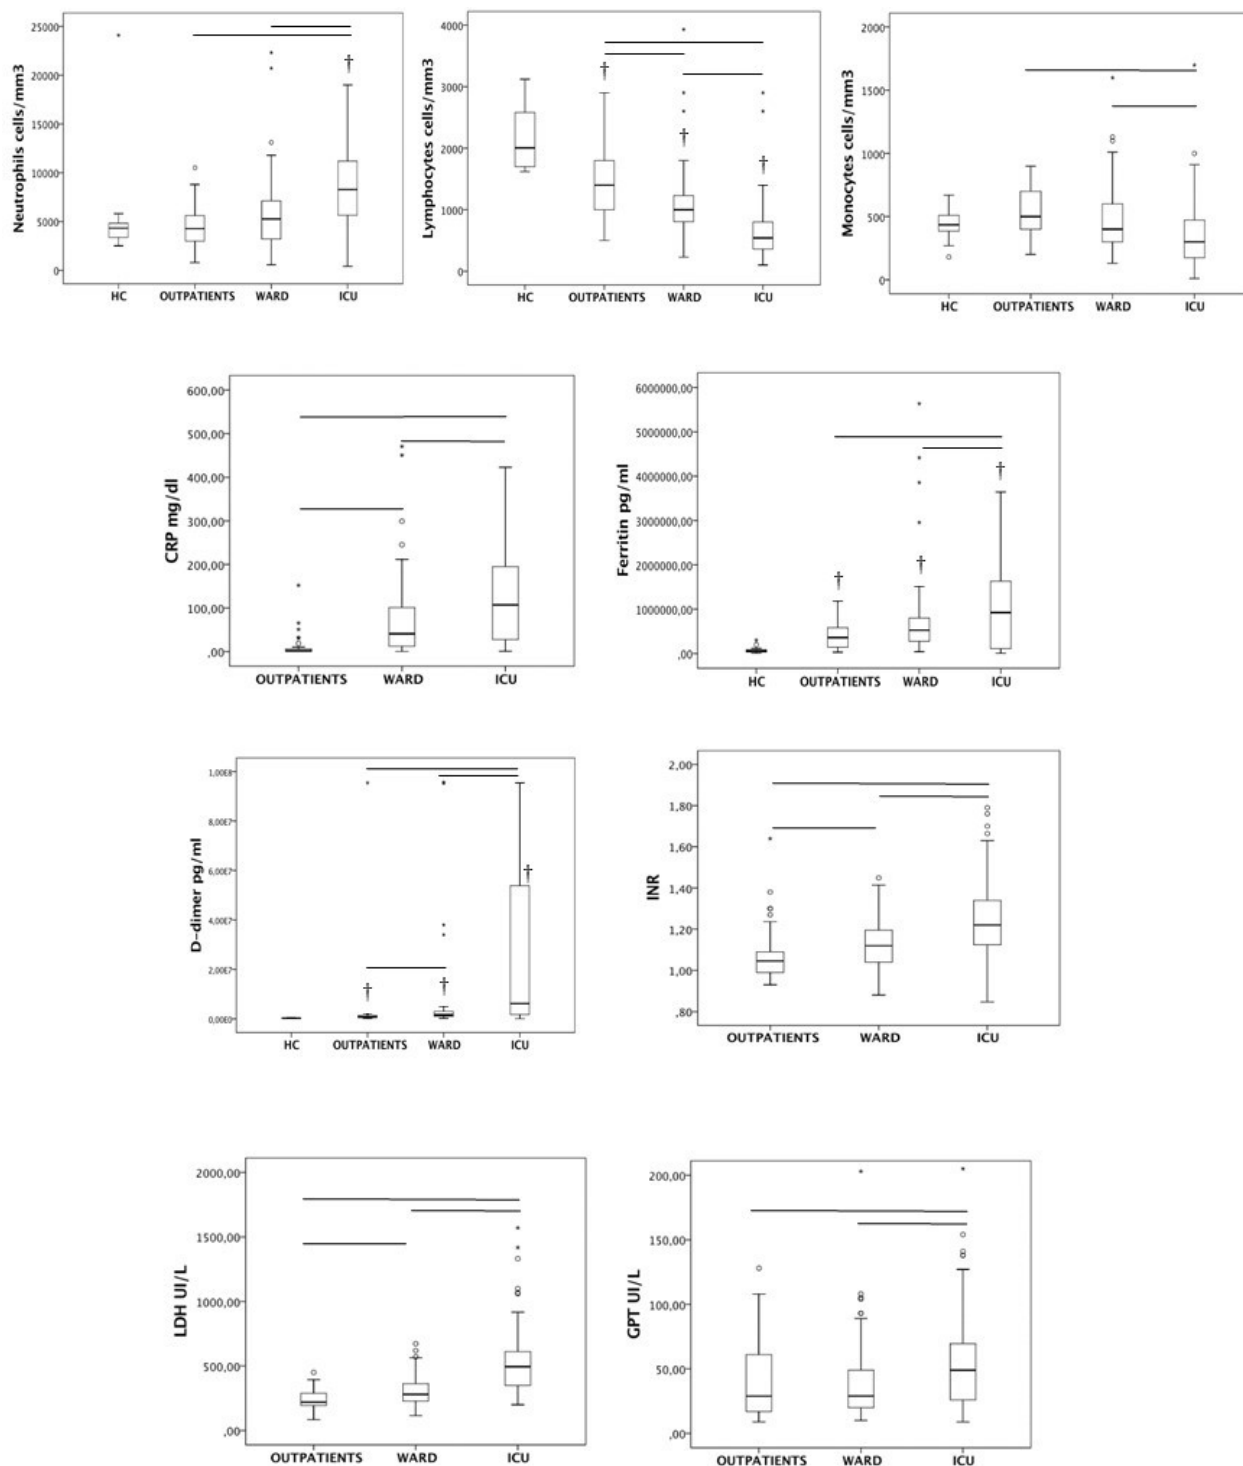 Neutrophils cells/mm3
25000
20000
15000
10000
5000
0
†
HC OUTPATIENTS WARD ICU
Lymphocytes cells/mm3
4000
3000
2000
1000
0
† † †
HC OUTPATIENTS WARD ICU
Monocytes cells/mm3
2000
1500
1000
500
0
HC OUTPATIENTS WARD ICU
CRP mg/dl
600,00
500,00
400,00
300,00
200,00
100,00
,00
OUTPATIENTS WARD ICU
Ferritin pg/ml
6000000,00
5000000,00
4000000,00
3000000,00
2000000,00
1000000,00
,00
† † †
HC OUTPATIENTS WARD ICU
D-dimer pg/ml
1,00E8
8,00E7
6,00E7
4,00E7
2,00E7
0,00E0
† † †
HC OUTPATIENTS WARD ICU
INR
2,00
1,80
1,60
1,40
1,20
1,00
,80
OUTPATIENTS WARD ICU
LDH UI/L
2000,00
1500,00
1000,00
500,00
,00
OUTPATIENTS WARD ICU
GPT UI/L
200,00
150,00
100,00
50,00
,00
OUTPATIENTS WARD ICU